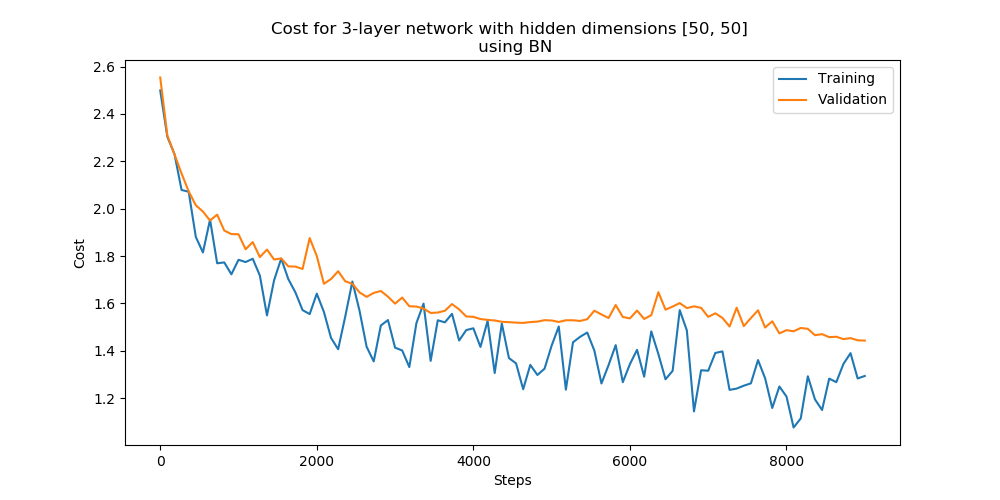 Cost for 3-layer network with hidden dimensions [50, 50]
using BN
Training
Validation
Cost
2.6
2.4
2.2
2.0
1.8
1.6
1.4
1.2
0
2000
4000
6000
8000
Steps